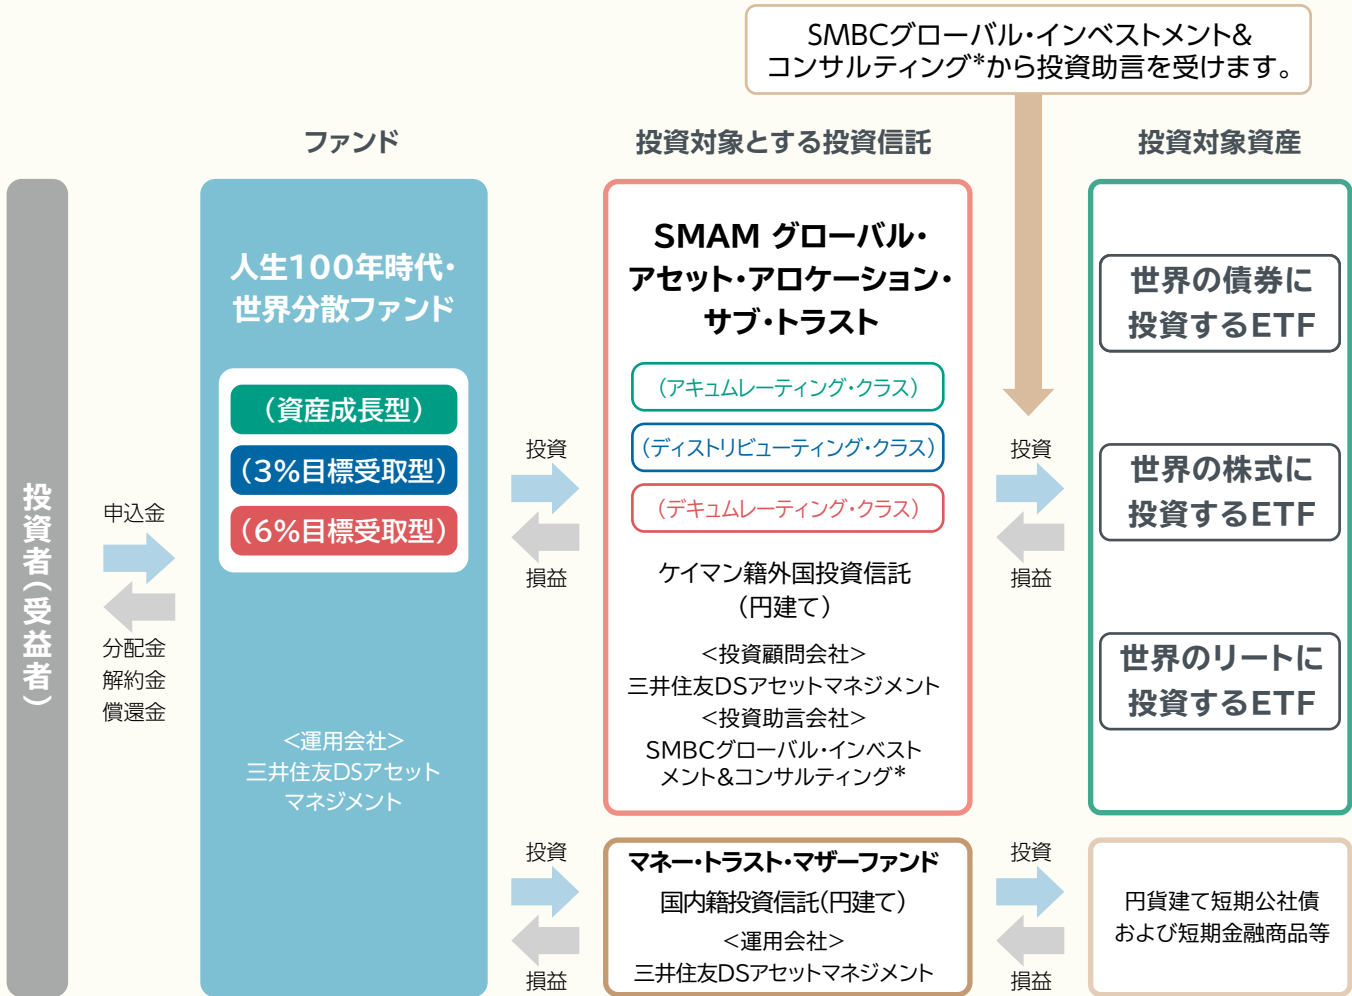 SMBCグローバル・インベストメント&
コンサルティング*から投資助言を受けます。
ファンド
投資対象とする投資信託
投資対象資産
投資者(受益者)
申込金
分配金
解約金
償還金
人生100年時代・
世界分散ファンド
(資産成長型)
(3%目標受取型)
(6%目標受取型)
<運用会社>
三井住友DSアセット
マネジメント
投資
損益
SMAM グローバル・
アセット・アロケーション・
サブ・トラスト
(アキュムレーティング・クラス)
(ディストリビューティング・クラス)
(デキュムレーティング・クラス)
ケイマン籍外国投資信託
(円建て)
<投資顧問会社>
三井住友DSアセットマネジメント
<投資助言会社>
SMBCグローバル・インベスト
メント&コンサルティング*
投資
損益
世界の債券に
投資するETF
世界の株式に
投資するETF
世界のリートに
投資するETF
投資
損益
マネー・トラスト・マザーファンド
国内籍投資信託(円建て)
<運用会社>
三井住友DSアセットマネジメント
投資
損益
円貨建て短期公社債
および短期金融商品等